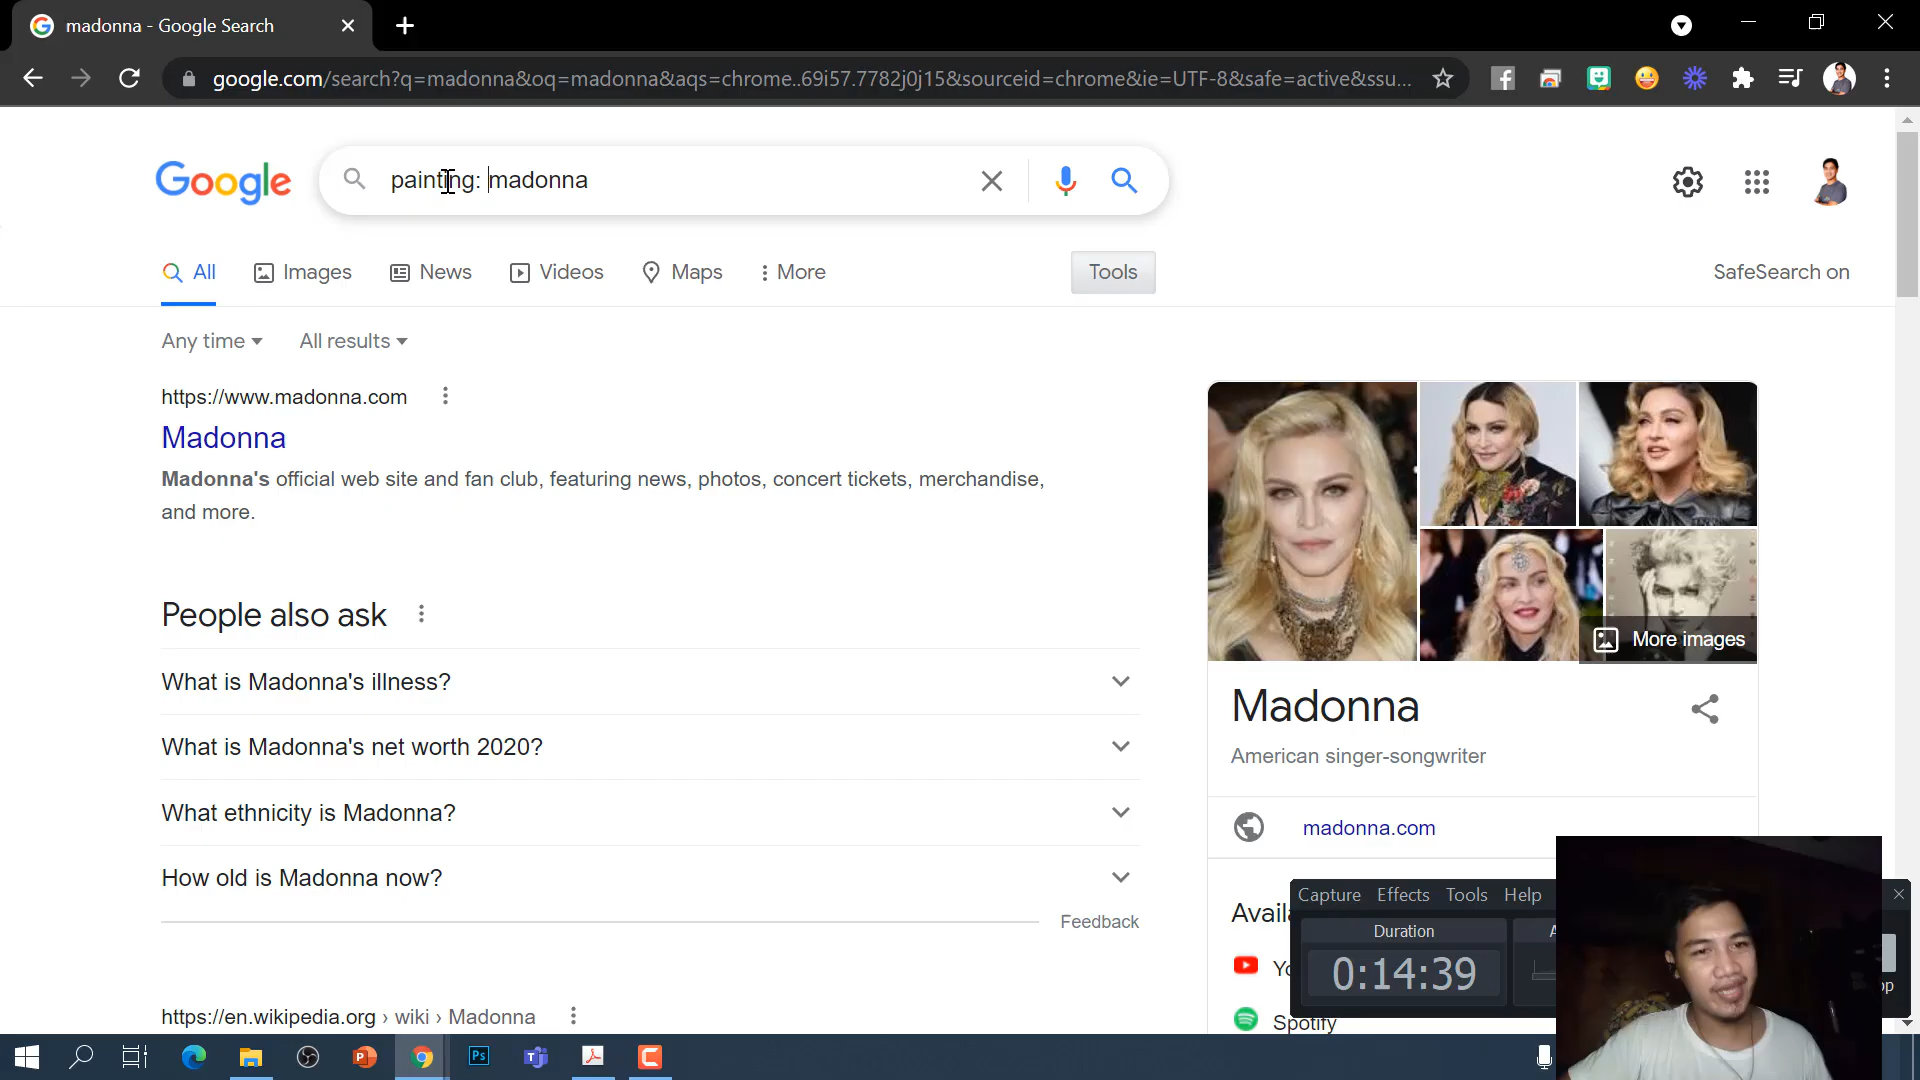 madonna - Google Search
google.com/search?q=madonna&oq=madonna&aqs=chrome..69i57.7782j0j15&sourceid=chrome&ie=UTF-8&safe=active&ssu...
Google
painting: madonna
All
Images
News
Videos
Maps
More
Tools
SafeSearch on
Any time
All results
https://www.madonna.com
Madonna
Madonna's official web site and fan club, featuring news, photos, concert tickets, merchandise,
and more.
People also ask
What is Madonna's illness?
What is Madonna's net worth 2020?
What ethnicity is Madonna?
How old is Madonna now?
Feedback
https://en.wikipedia.org › wiki › Madonna
More images
Madonna
American singer-songwriter
madonna.com
Spotify
Capture Effects Tools Help
Duration
0:14:39
Ps